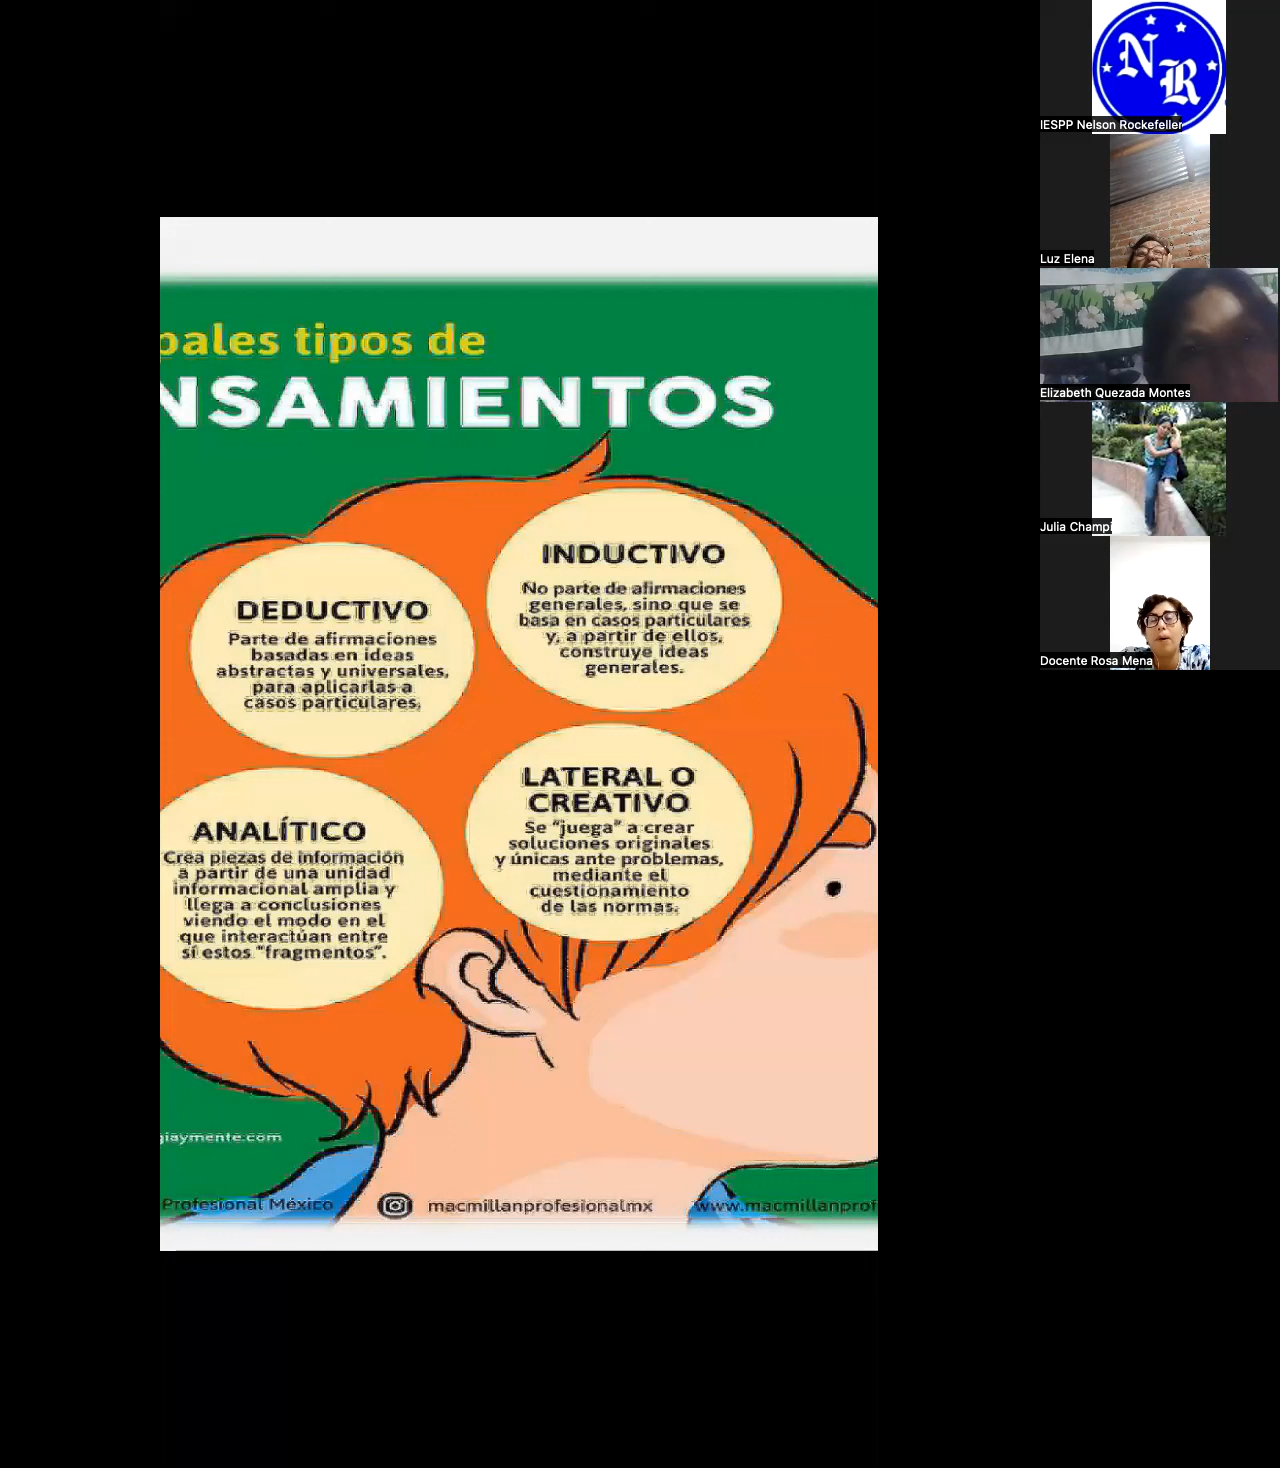 pales tipos de
NSAMIENTOS
DEDUCTIVO
Parte de afirmaciones
basadas en ideas
abstractas y universales,
para aplicarlas a
casos particulares.
INDUCTIVO
No parte de afirmaciones
generales, sino que se
basa en casos particulares
y, a partir de ellos,
construye ideas
generales.
ANALÍTICO
Crea piezas de información
a partir de una unidad
informacional amplia y
llega a conclusiones
viendo el modo en el
que interactúan entre
sí estos "fragmentos".
LATERAL O
CREATIVO
Se "juega" a crear
soluciones originales
y únicas ante problemas,
mediante el
cuestionamiento
de las normas.
giaymente.com
Profesional México
macmillanprofesionalmx
www.macmillanprof
NR
IESPP Nelson Rockefeller
Luz Elena
Elizabeth Quezada Montes
Julia Champi
Docente Rosa Mena